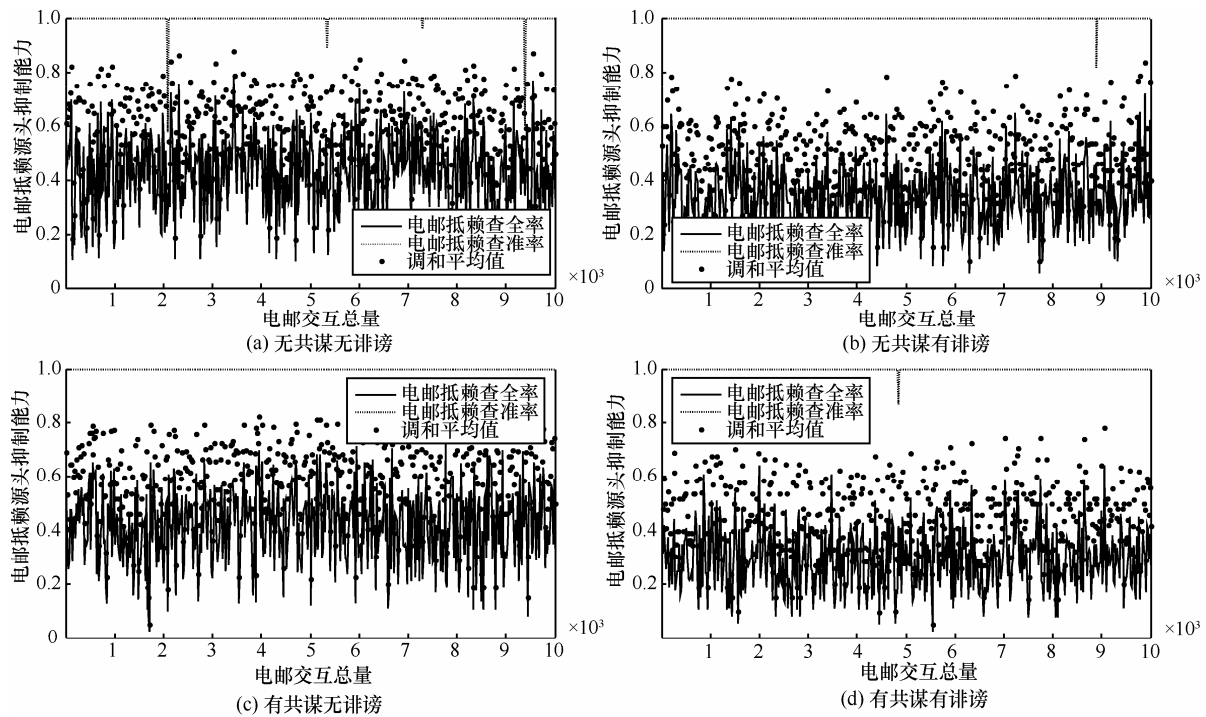 电邮抵赖源头抑制能力
1.0
0.8
0.6
0.4
0.2
0
电邮抵赖查全率
电邮抵赖查准率
调和平均值
×10³
1 2 3 4 5 6 7 8 9 10
电邮交互总量
(a) 无共谋无诽谤
电邮抵赖源头抑制能力
1.0
0.8
0.6
0.4
0.2
0
电邮抵赖查全率
电邮抵赖查准率
调和平均值
×10³
1 2 3 4 5 6 7 8 9 10
电邮交互总量
(b) 无共谋有诽谤
电邮抵赖源头抑制能力
1.0
0.8
0.6
0.4
0.2
0
电邮抵赖查全率
电邮抵赖查准率
调和平均值
×10³
1 2 3 4 5 6 7 8 9 10
电邮交互总量
(c) 有共谋无诽谤
电邮抵赖源头抑制能力
1.0
0.8
0.6
0.4
0.2
电邮抵赖查全率
电邮抵赖查准率
调和平均值
×10³
1 2 3 4 5 6 7 8 9 10
电邮交互总量
(d) 有共谋有诽谤